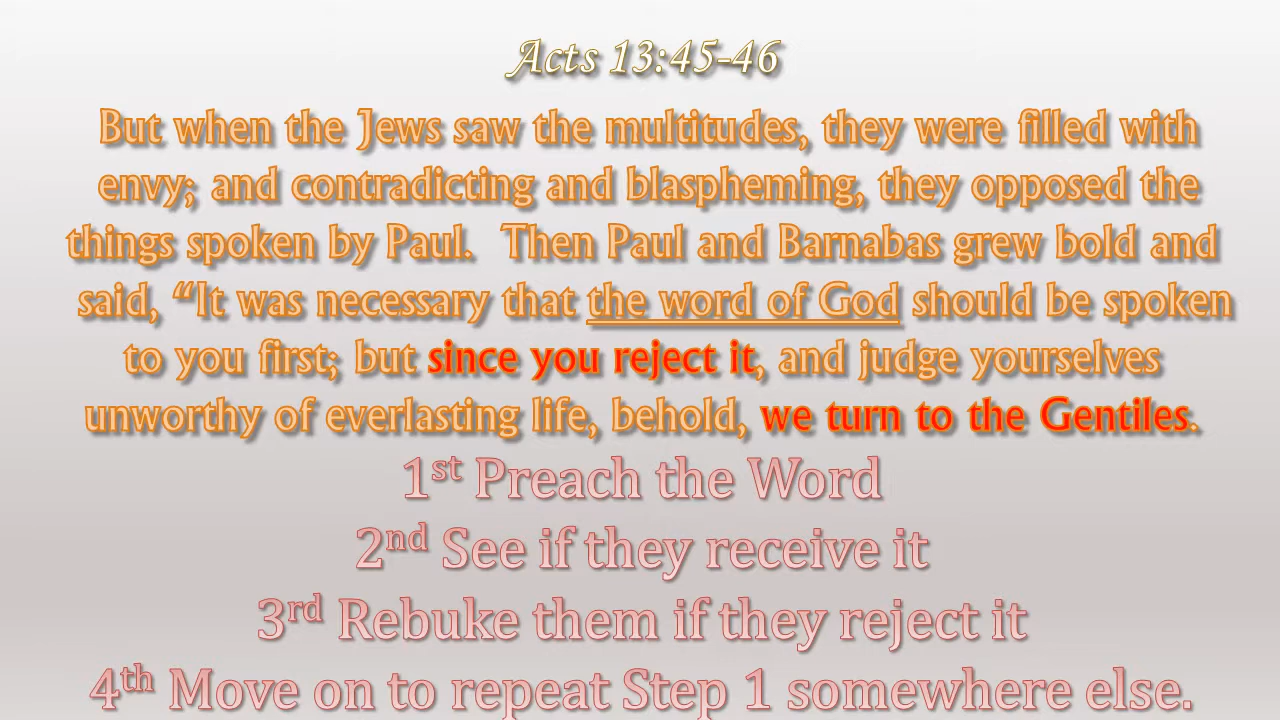 Acts 13:45-46
But when the Jews saw the multitudes, they were filled with
envy; and contradicting and blaspheming, they opposed the
things spoken by Paul.  Then Paul and Barnabas grew bold and
said, “It was necessary that the word of God should be spoken
to you first; but since you reject it, and judge yourselves
unworthy of everlasting life, behold, we turn to the Gentiles.
1st Preach the Word
2nd See if they receive it
3rd Rebuke them if they reject it
4th Move on to repeat Step 1 somewhere else.